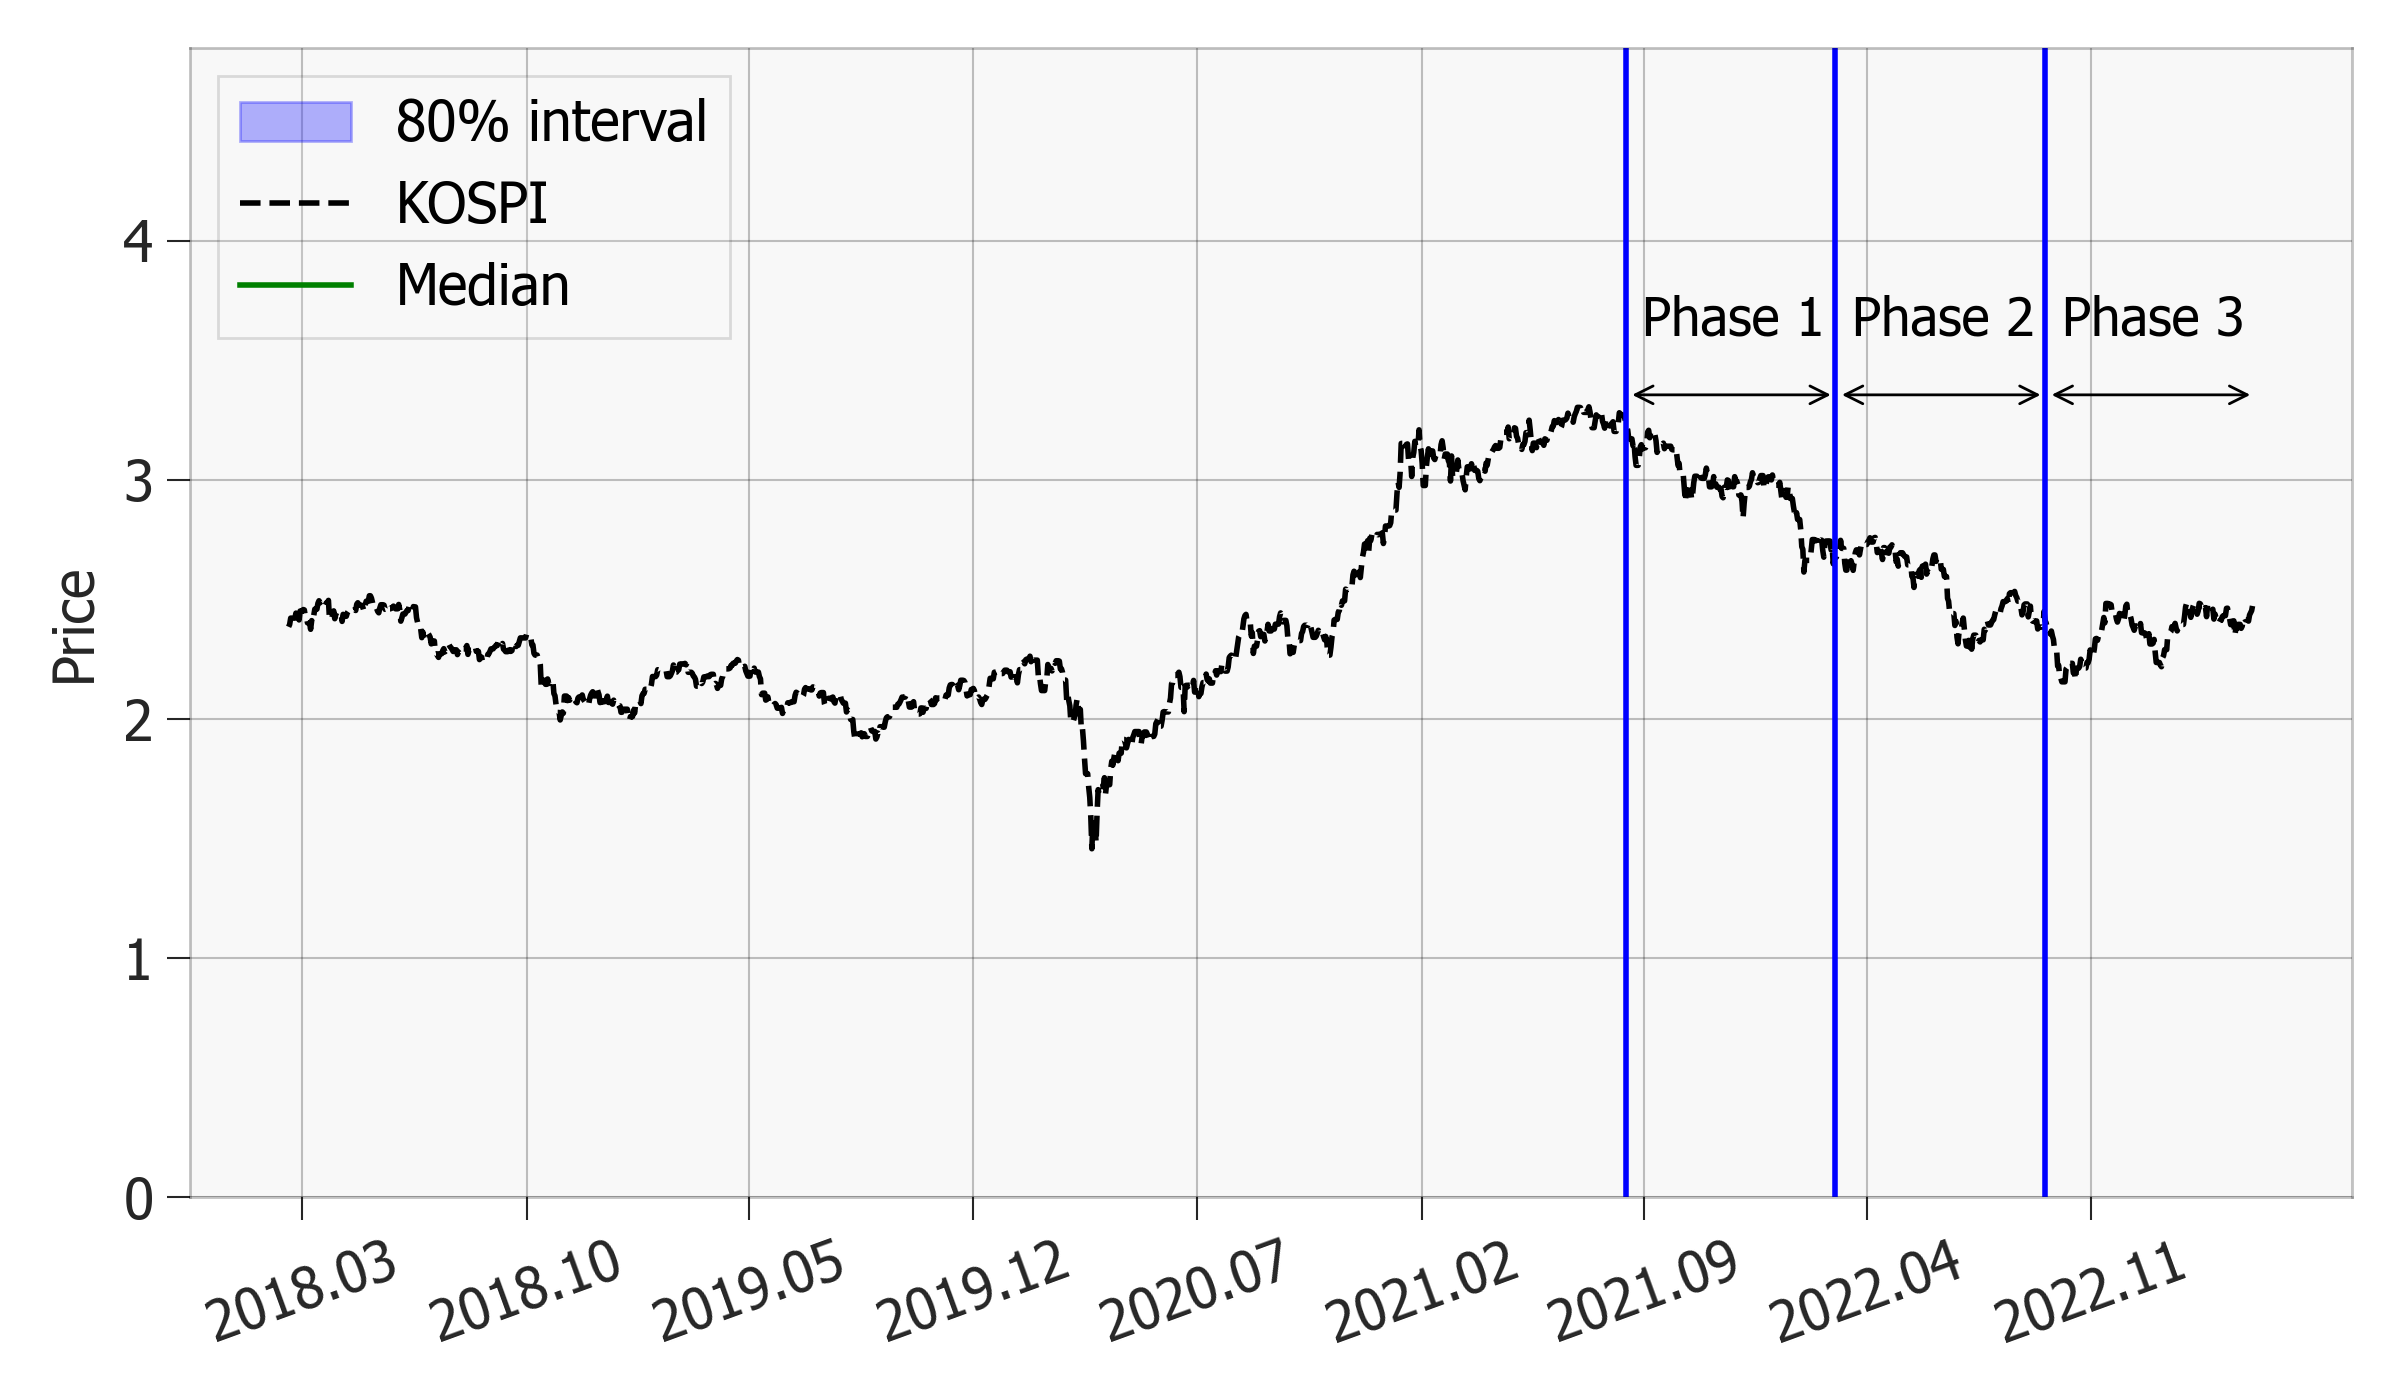 80% interval
KOSPI
Median
Phase 1
Phase 2
Phase 3
Price
4
3
2
1
0
2018.03
2018.10
2019.05
2019.12
2020.07
2021.02
2021.09
2022.04
2022.11